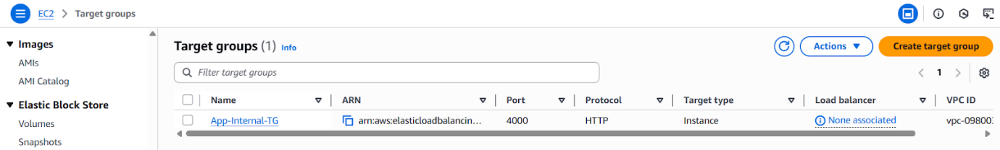 EC2 > Target groups
Images
AMIs
AMI Catalog
Elastic Block Store
Volumes
Snapshots
Target groups (1) Info
Actions
Create target group
Filter target groups
1
Name ARN Port Protocol Target type Load balancer VPC ID
App-Internal-TG arn:aws:elasticloadbalancin... 4000 HTTP Instance None associated vpc-09800